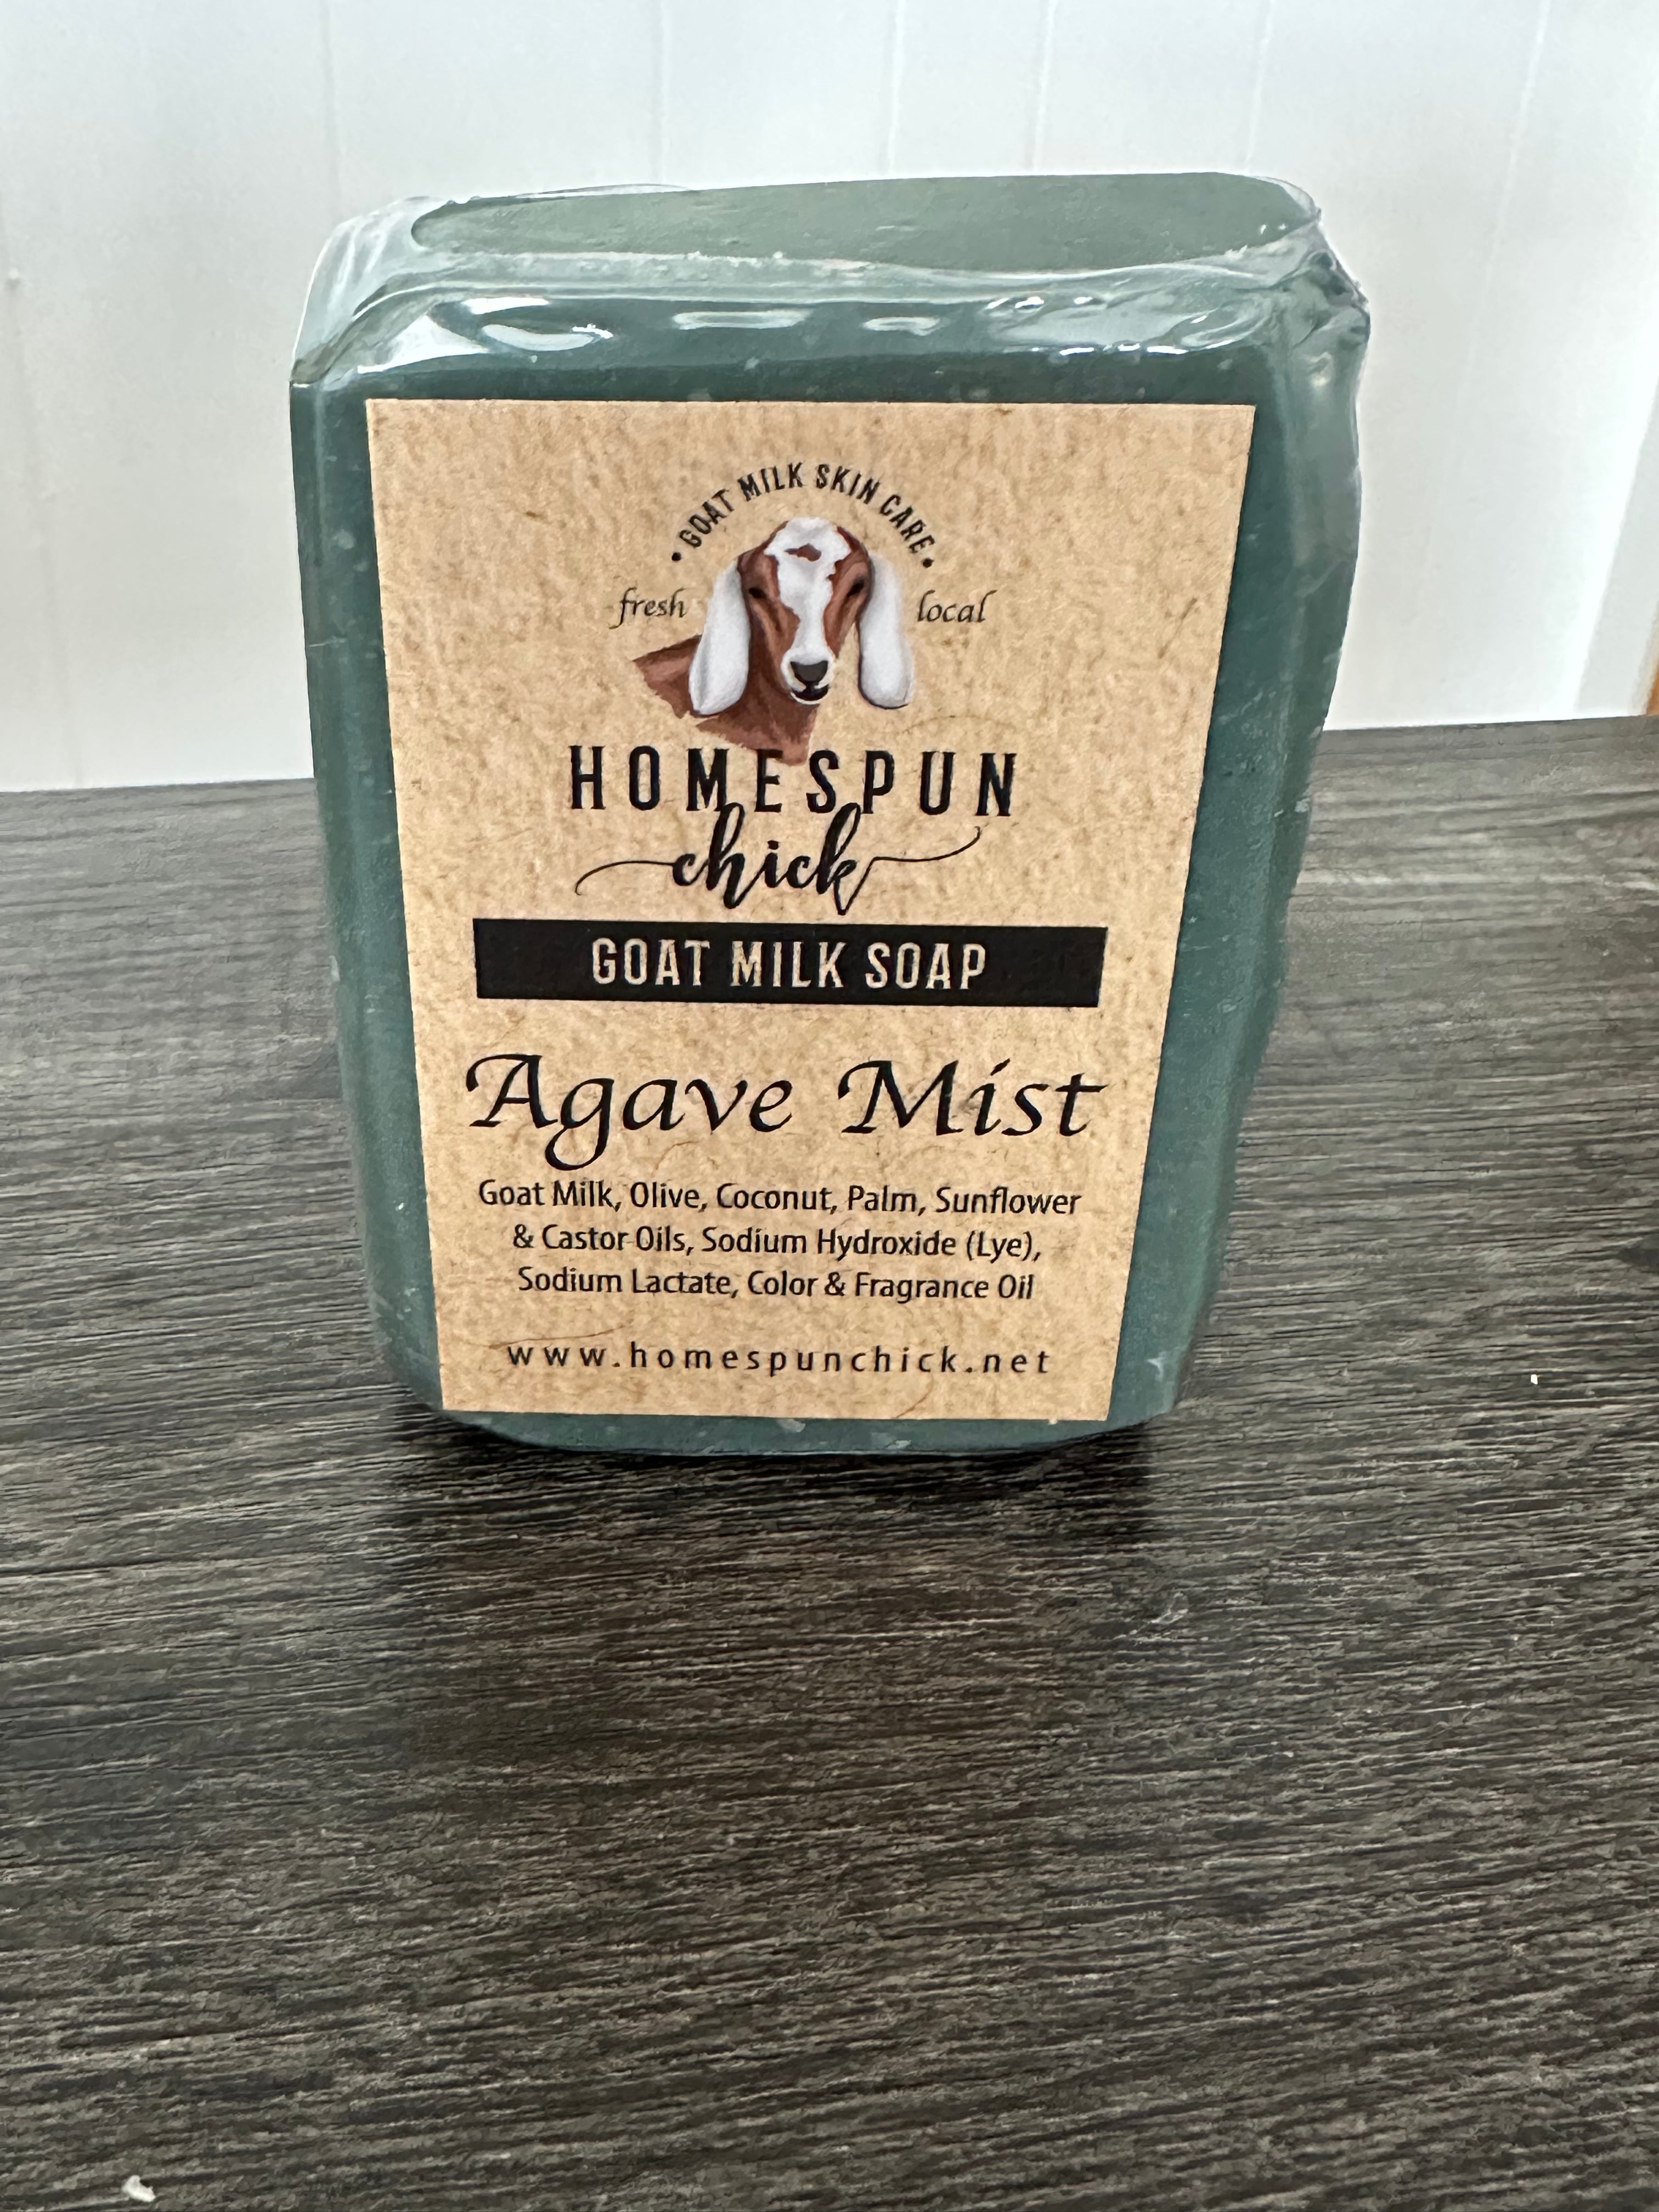 • GOAT MILK SKIN CARE •
fresh local
HOMESPUN
chick
GOAT MILK SOAP
Agave Mist
Goat Milk, Olive, Coconut, Palm, Sunflower
& Castor Oils, Sodium Hydroxide (Lye),
Sodium Lactate, Color & Fragrance Oil
www.homespunchick.net